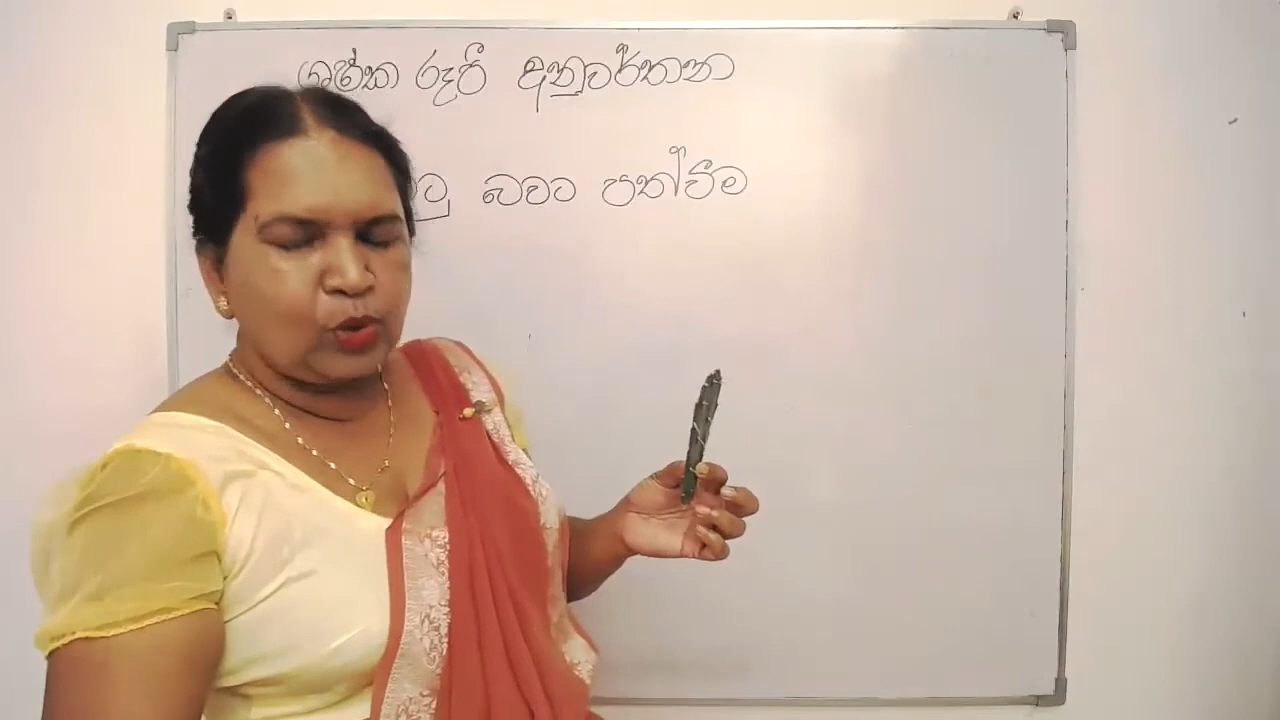 ශුෂ්ක රූපී අනුවර්තන
බවට පත්වීම